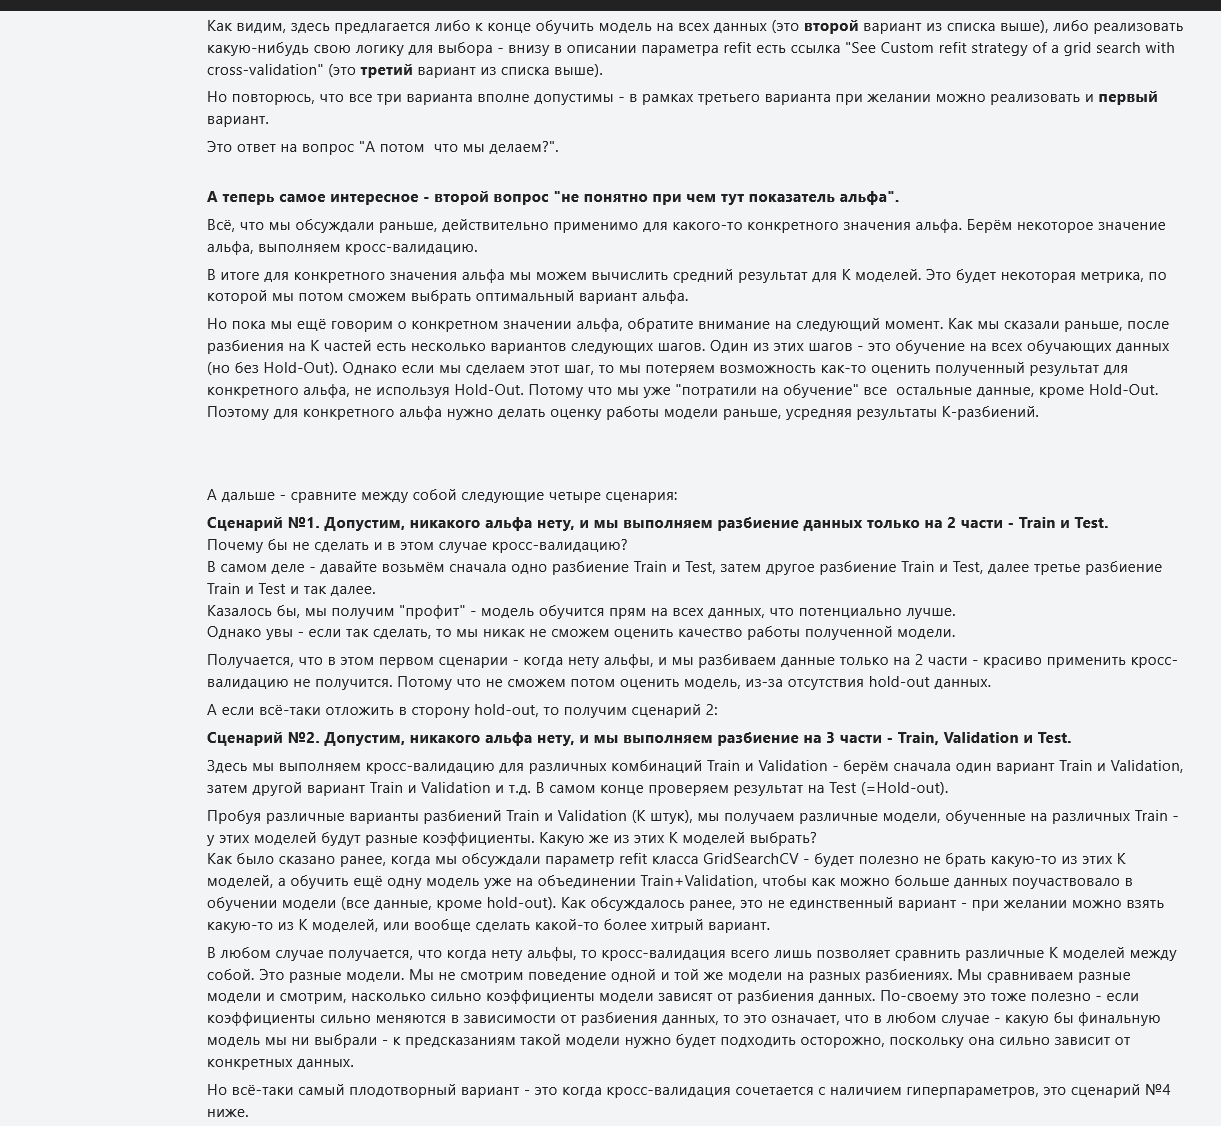 Как видим, здесь предлагается либо к конце обучить модель на всех данных (это второй вариант из списка выше), либо реализовать
какую-нибудь свою логику для выбора - внизу в описании параметра refit есть ссылка "See Custom refit strategy of a grid search with
cross-validation" (это третий вариант из списка выше).
Но повторюсь, что все три варианта вполне допустимы - в рамках третьего варианта при желании можно реализовать и первый
вариант.
Это ответ на вопрос "А потом  что мы делаем?".
А теперь самое интересное - второй вопрос "не понятно при чем тут показатель альфа".
Всё, что мы обсуждали раньше, действительно применимо для какого-то конкретного значения альфа. Берём некоторое значение
альфа, выполняем кросс-валидацию.
В итоге для конкретного значения альфа мы можем вычислить средний результат для К моделей. Это будет некоторая метрика, по
которой мы потом сможем выбрать оптимальный вариант альфа.
Но пока мы ещё говорим о конкретном значении альфа, обратите внимание на следующий момент. Как мы сказали раньше, после
разбиения на К частей есть несколько вариантов следующих шагов. Один из этих шагов - это обучение на всех обучающих данных
(но без Hold-Out). Однако если мы сделаем этот шаг, то мы потеряем возможность как-то оценить полученный результат для
конкретного альфа, не используя Hold-Out. Потому что мы уже "потратили на обучение" все  остальные данные, кроме Hold-Out.
Поэтому для конкретного альфа нужно делать оценку работы модели раньше, усредняя результаты К-разбиений.
А дальше - сравните между собой следующие четыре сценария:
Сценарий №1. Допустим, никакого альфа нету, и мы выполняем разбиение данных только на 2 части - Train и Test.
Почему бы не сделать и в этом случае кросс-валидацию?
В самом деле - давайте возьмём сначала одно разбиение Train и Test, затем другое разбиение Train и Test, далее третье разбиение
Train и Test и так далее.
Казалось бы, мы получим "профит" - модель обучится прям на всех данных, что потенциально лучше.
Однако увы - если так сделать, то мы никак не сможем оценить качество работы полученной модели.
Получается, что в этом первом сценарии - когда нету альфы, и мы разбиваем данные только на 2 части - красиво применить кросс-
валидацию не получится. Потому что не сможем потом оценить модель, из-за отсутствия hold-out данных.
А если всё-таки отложить в сторону hold-out, то получим сценарий 2:
Сценарий №2. Допустим, никакого альфа нету, и мы выполняем разбиение на 3 части - Train, Validation и Test.
Здесь мы выполняем кросс-валидацию для различных комбинаций Train и Validation - берём сначала один вариант Train и Validation,
затем другой вариант Train и Validation и т.д. В самом конце проверяем результат на Test (=Hold-out).
Пробуя различные варианты разбиений Train и Validation (К штук), мы получаем различные модели, обученные на различных Train -
у этих моделей будут разные коэффициенты. Какую же из этих К моделей выбрать?
Как было сказано ранее, когда мы обсуждали параметр refit класса GridSearchCV - будет полезно не брать какую-то из этих К
моделей, а обучить ещё одну модель уже на объединении Train+Validation, чтобы как можно больше данных поучаствовало в
обучении модели (все данные, кроме hold-out). Как обсуждалось ранее, это не единственный вариант - при желании можно взять
какую-то из К моделей, или вообще сделать какой-то более хитрый вариант.
В любом случае получается, что когда нету альфы, то кросс-валидация всего лишь позволяет сравнить различные К моделей между
собой. Это разные модели. Мы не смотрим поведение одной и той же модели на разных разбиениях. Мы сравниваем разные
модели и смотрим, насколько сильно коэффициенты модели зависят от разбиения данных. По-своему это тоже полезно - если
коэффициенты сильно меняются в зависимости от разбиения данных, то это означает, что в любом случае - какую бы финальную
модель мы ни выбрали - к предсказаниям такой модели нужно будет подходить осторожно, поскольку она сильно зависит от
конкретных данных.
Но всё-таки самый плодотворный вариант - это когда кросс-валидация сочетается с наличием гиперпараметров, это сценарий №4
ниже.